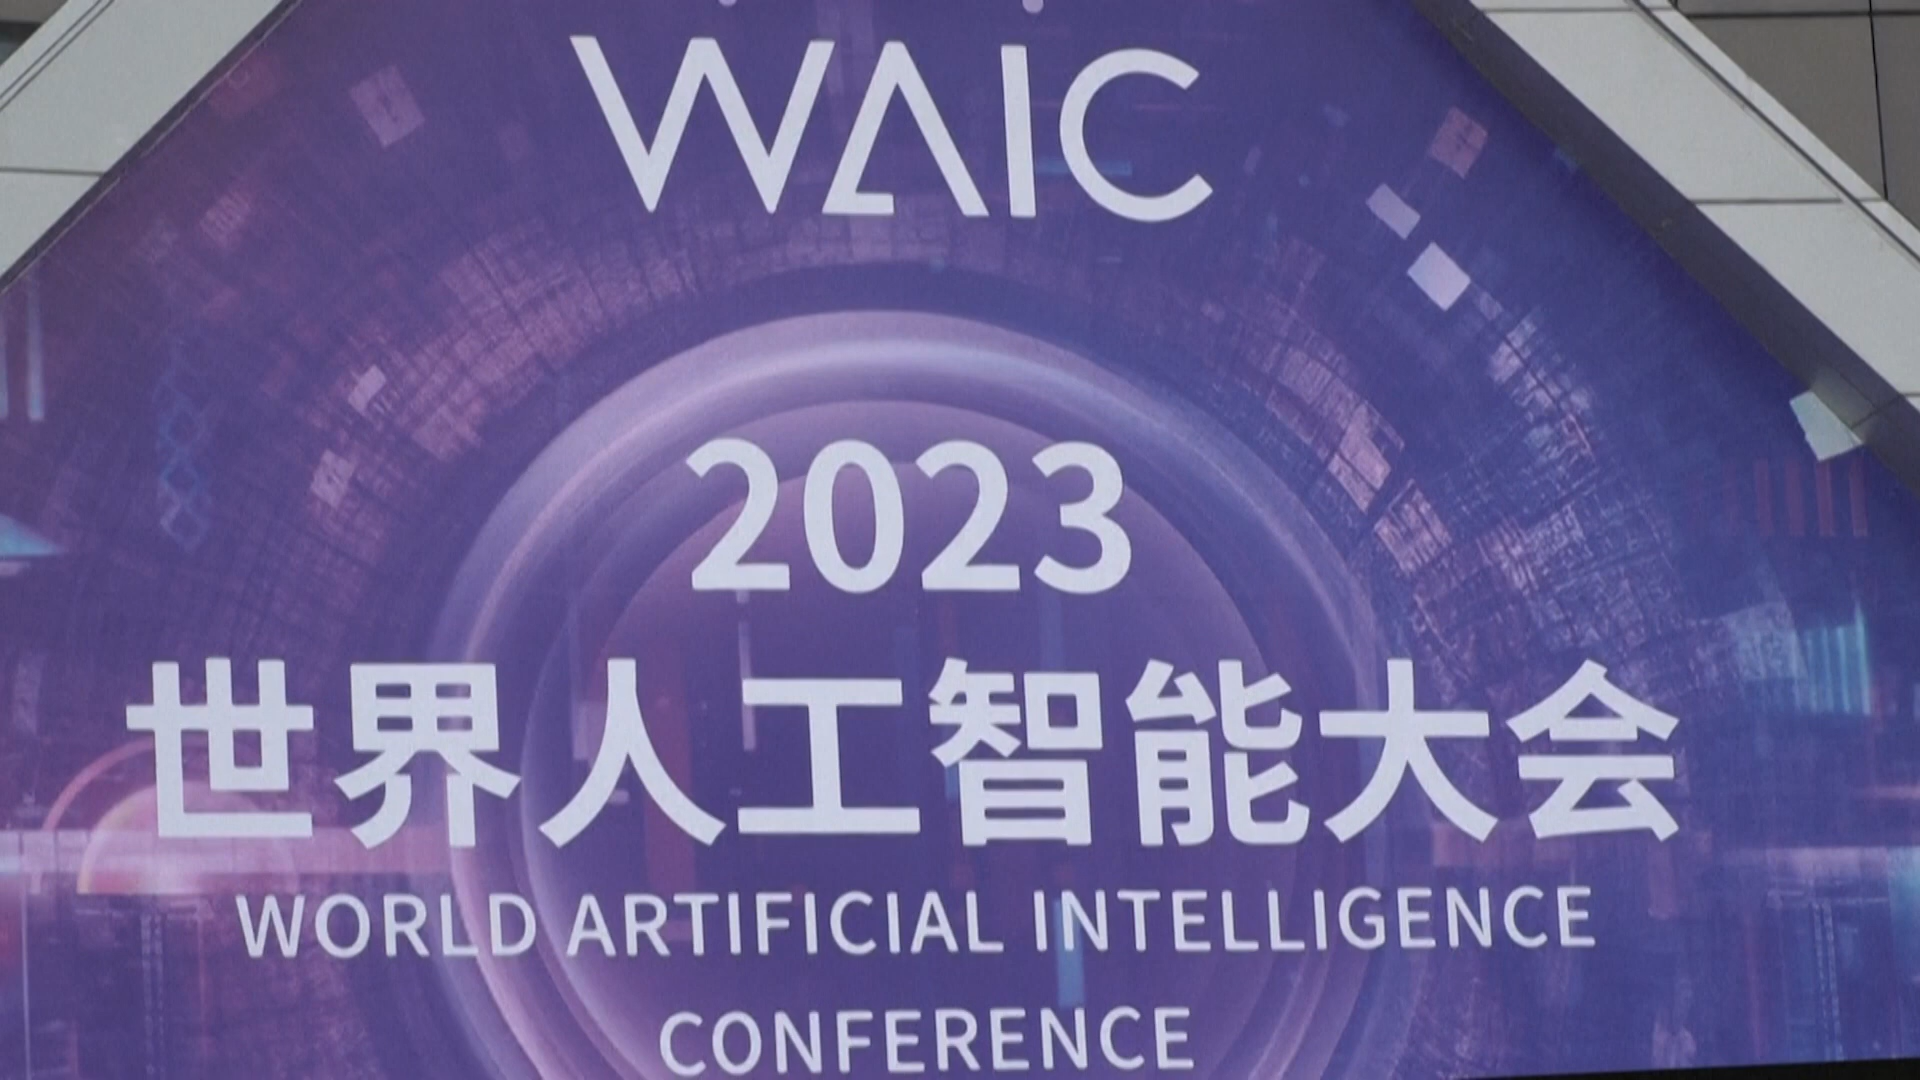 WAIC
2023
世界人工智能大会
WORLD ARTIFICIAL INTELLIGENCE
CONFERENCE